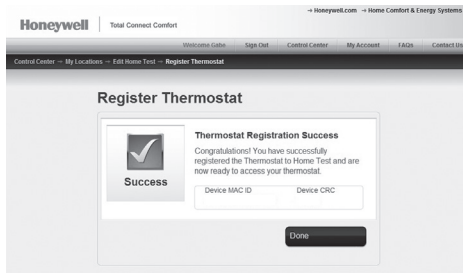 → Honeywell.com → Home Comfort & Energy Systems
Honeywell Total Connect Comfort
Welcome Gabe Sign Out Control Center My Account FAQs Contact Us
Control Center → My Locations → Edit Home Test → Register Thermostat
Register Thermostat
Thermostat Registration Success
Congratulations! You have successfully
registered the Thermostat to Home Test and are
now ready to access your thermostat.
Success
Device MAC ID Device CRC
Done